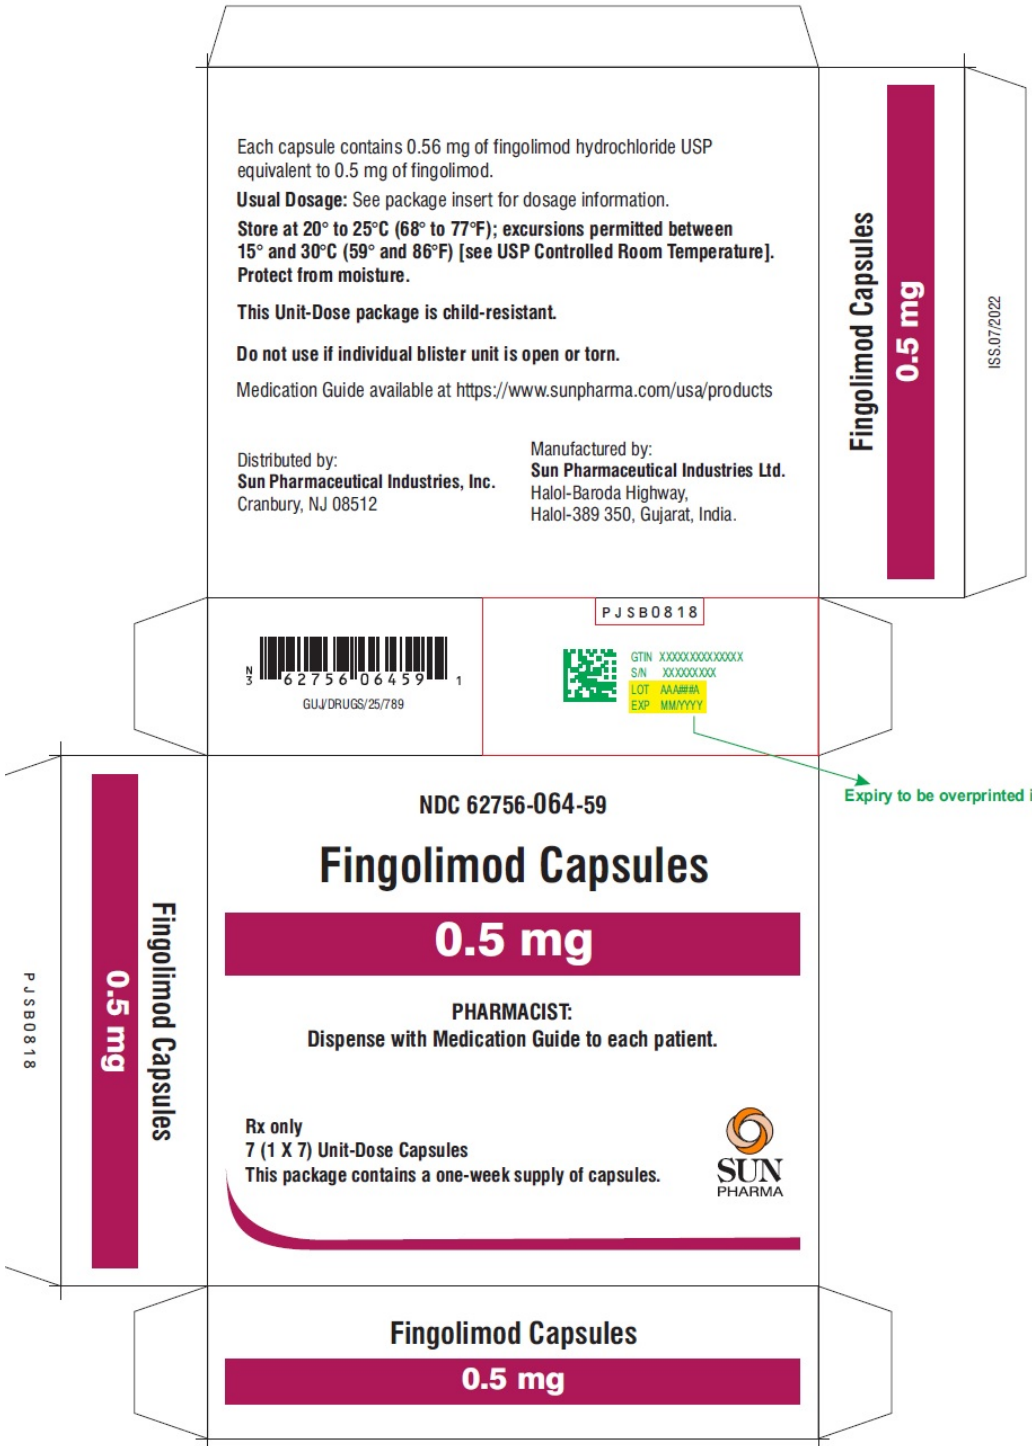 Each capsule contains 0.56 mg of fingolimod hydrochloride USP
equivalent to 0.5 mg of fingolimod.
Usual Dosage: See package insert for dosage information.
Store at 20° to 25°C (68° to 77°F); excursions permitted between
15° and 30°C (59° and 86°F) [see USP Controlled Room Temperature].
Protect from moisture.
This Unit-Dose package is child-resistant.
Do not use if individual blister unit is open or torn.
Medication Guide available at https://www.sunpharma.com/usa/products
Distributed by:
Sun Pharmaceutical Industries, Inc.
Cranbury, NJ 08512
Manufactured by:
Sun Pharmaceutical Industries Ltd.
Halol-Baroda Highway,
Halol-389 350, Gujarat, India.
Fingolimod Capsules
0.5 mg
ISS.07/2022
N
3 62756 06459 1
GUJ/DRUGS/25/789
PJSB0818
GTIN XXXXXXXXXXXXXX
S/N XXXXXXXXX
LOT AAA###A
EXP MM/YYYY
Expiry to be overprinted i
NDC 62756-064-59
Fingolimod Capsules
0.5 mg
PHARMACIST:
Dispense with Medication Guide to each patient.
Rx only
7 (1 X 7) Unit-Dose Capsules
This package contains a one-week supply of capsules.
SUN
PHARMA
Fingolimod Capsules
0.5 mg
PJSB0818
Fingolimod Capsules
0.5 mg